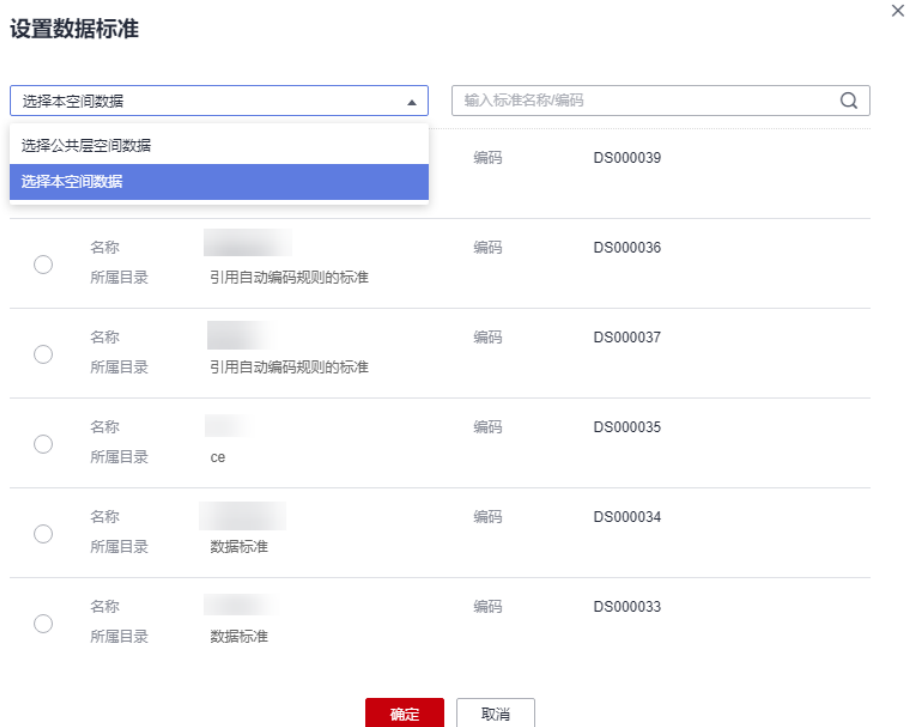 设置数据标准
选择本空间数据
输入标准名称/编码
选择公共层空间数据
选择本空间数据
编码 DS000039
名称 编码 DS000036
所属目录 引用自动编码规则的标准
名称 编码 DS000037
所属目录 引用自动编码规则的标准
名称 编码 DS000035
所属目录 ce
名称 编码 DS000034
所属目录 数据标准
名称 编码 DS000033
所属目录 数据标准
确定 取消